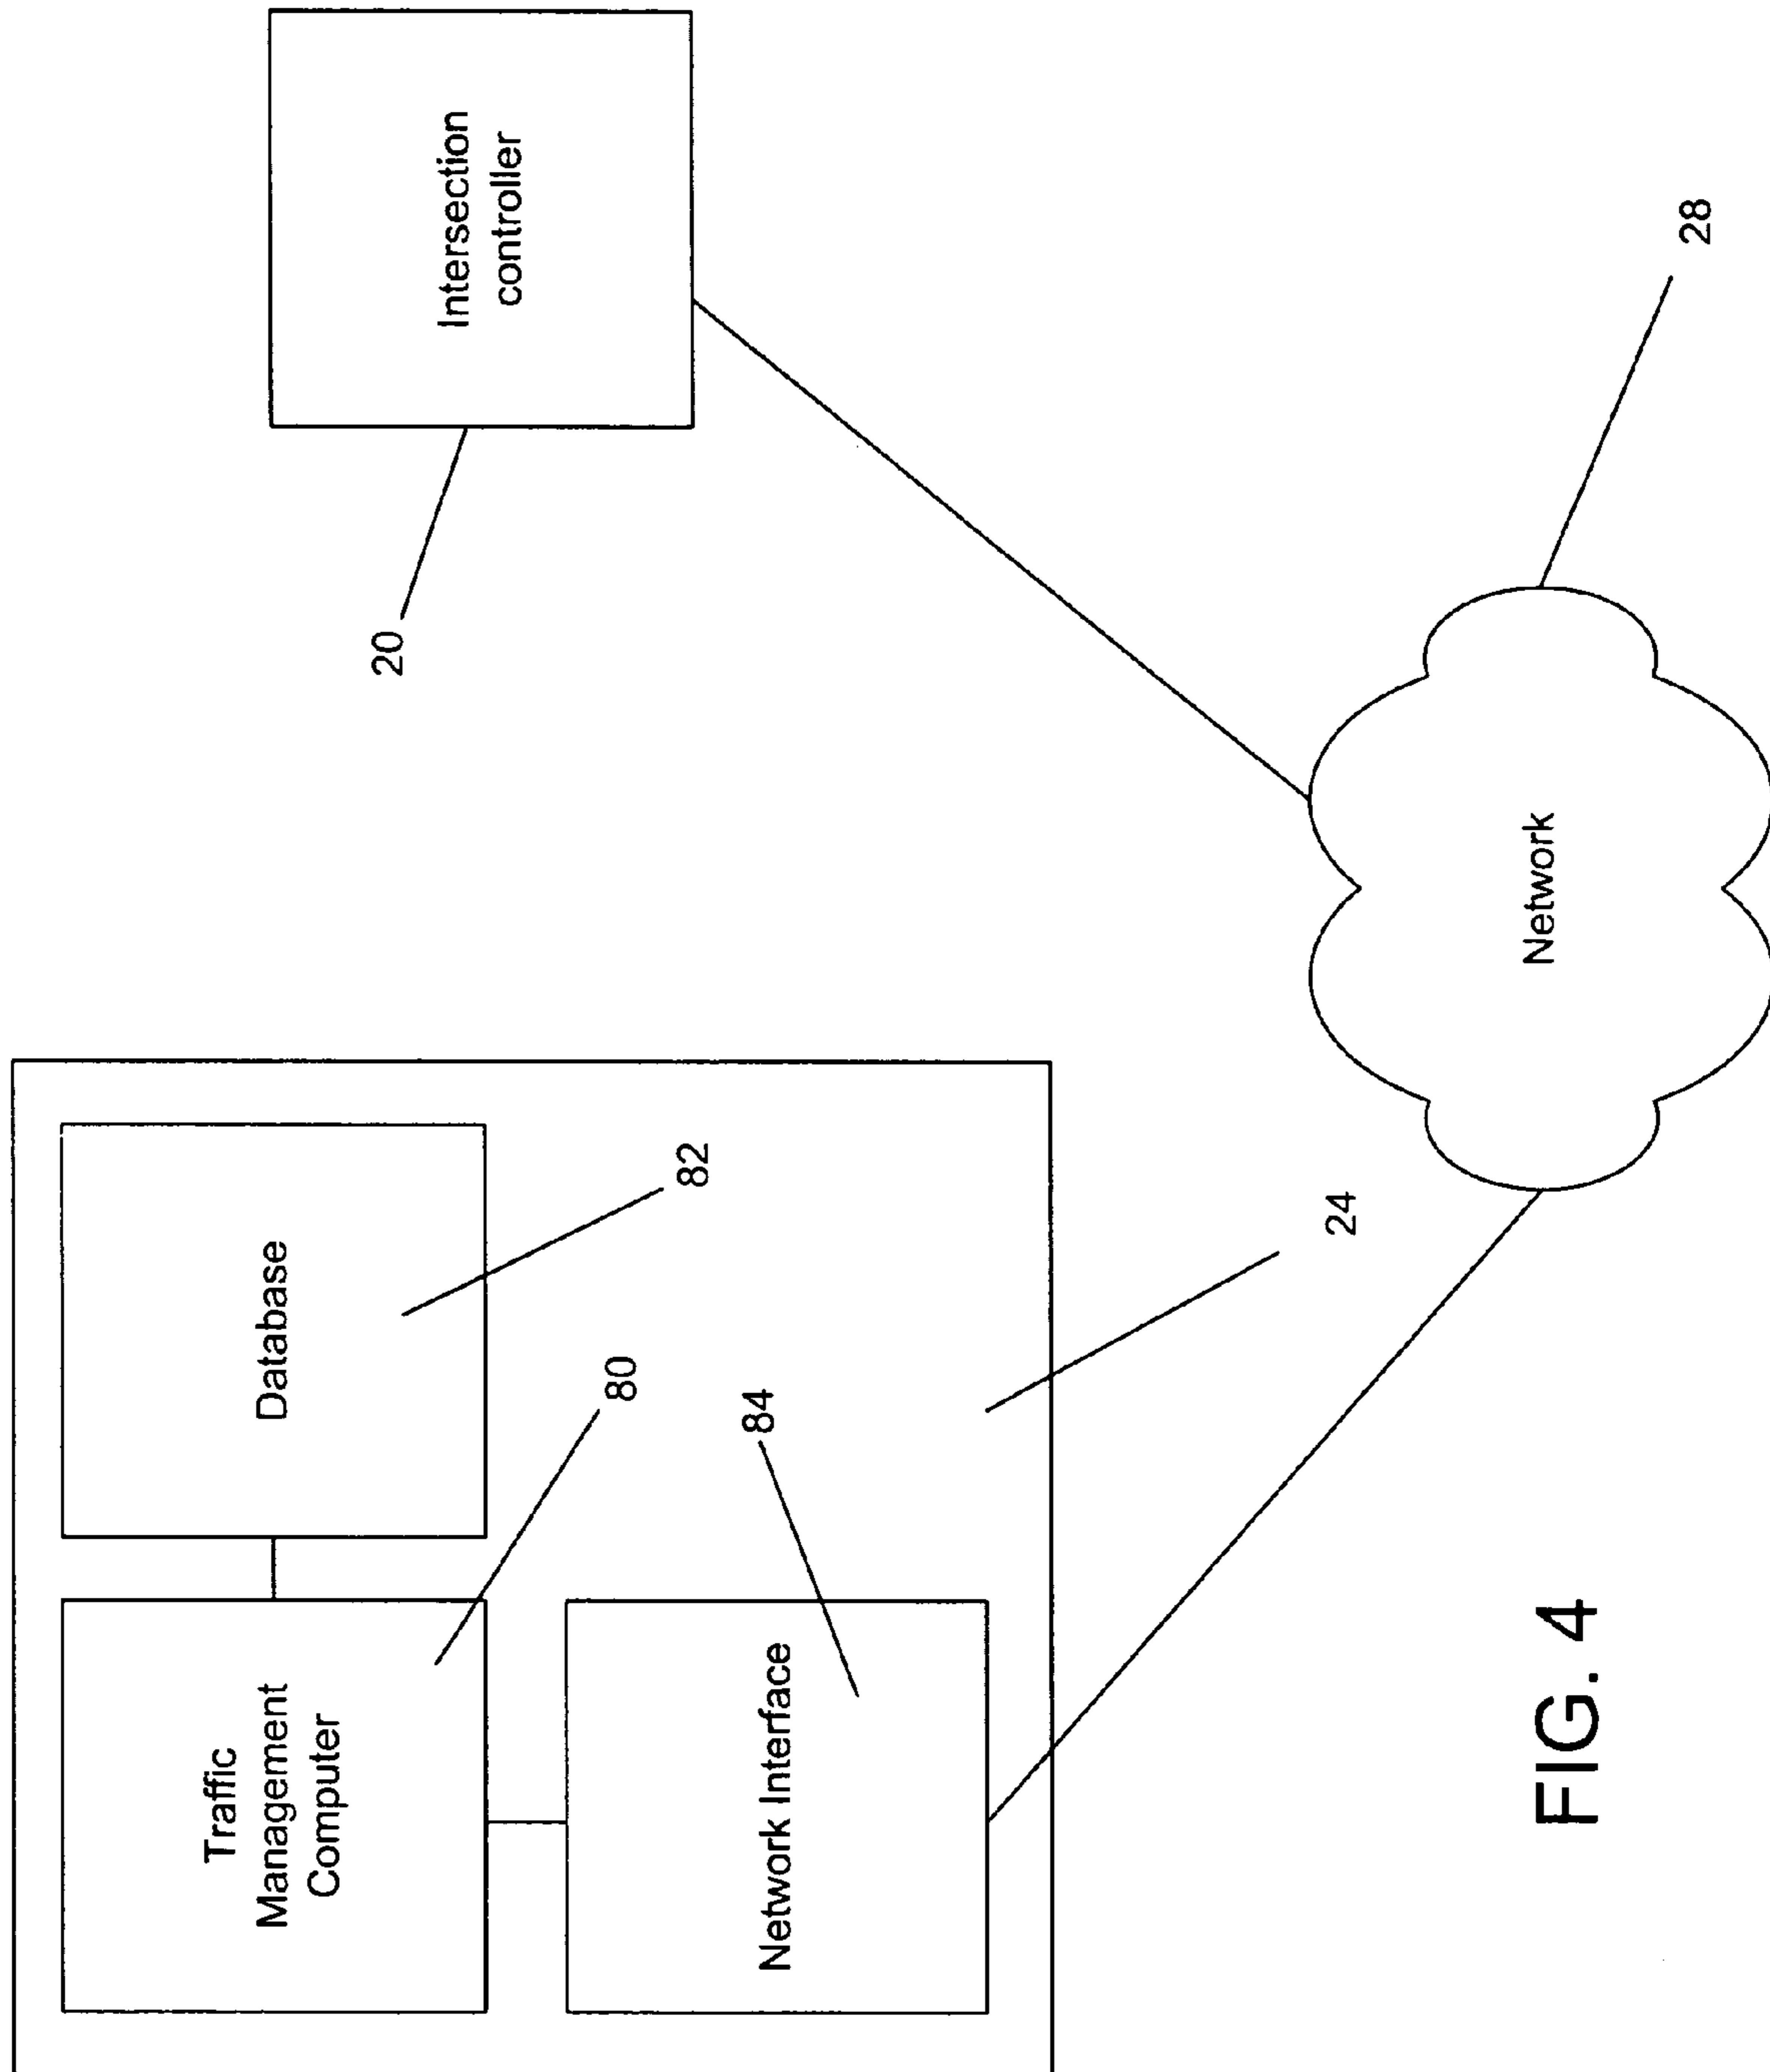 Traffic
Management
Computer
Database
Intersection
controller
20
80
82
Network Interface
84
24
28
Network
FIG. 4